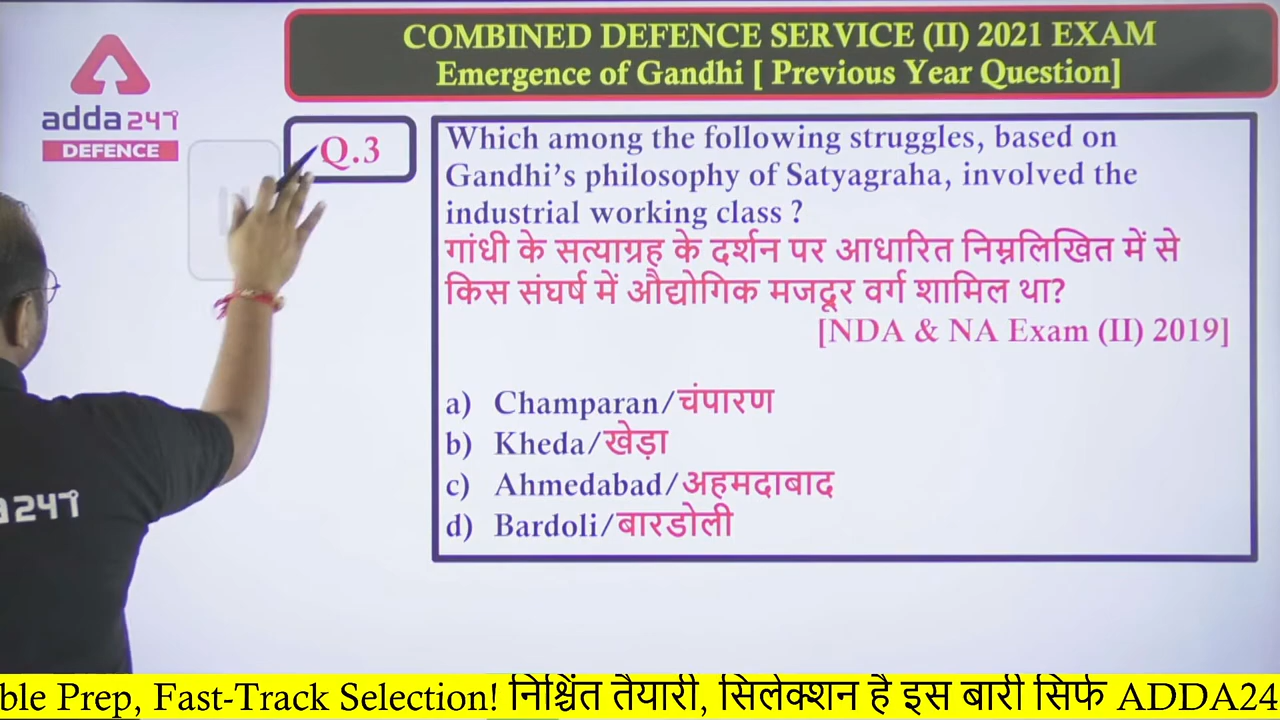 COMBINED DEFENCE SERVICE (II) 2021 EXAM
Emergence of Gandhi [ Previous Year Question]
adda247
DEFENCE
Q.3
Which among the following struggles, based on
Gandhi's philosophy of Satyagraha, involved the
industrial working class ?
गांधी के सत्याग्रह के दर्शन पर आधारित निम्नलिखित में से
किस संघर्ष में औद्योगिक मजदूर वर्ग शामिल था?
[NDA & NA Exam (II) 2019]
a) Champaran/चंपारण
b) Kheda/खेड़ा
c) Ahmedabad/अहमदाबाद
d) Bardoli/बारडोली
a247
ble Prep, Fast-Track Selection! निश्चिंत तैयारी, सिलेक्शन है इस बारी सिर्फ ADDA24